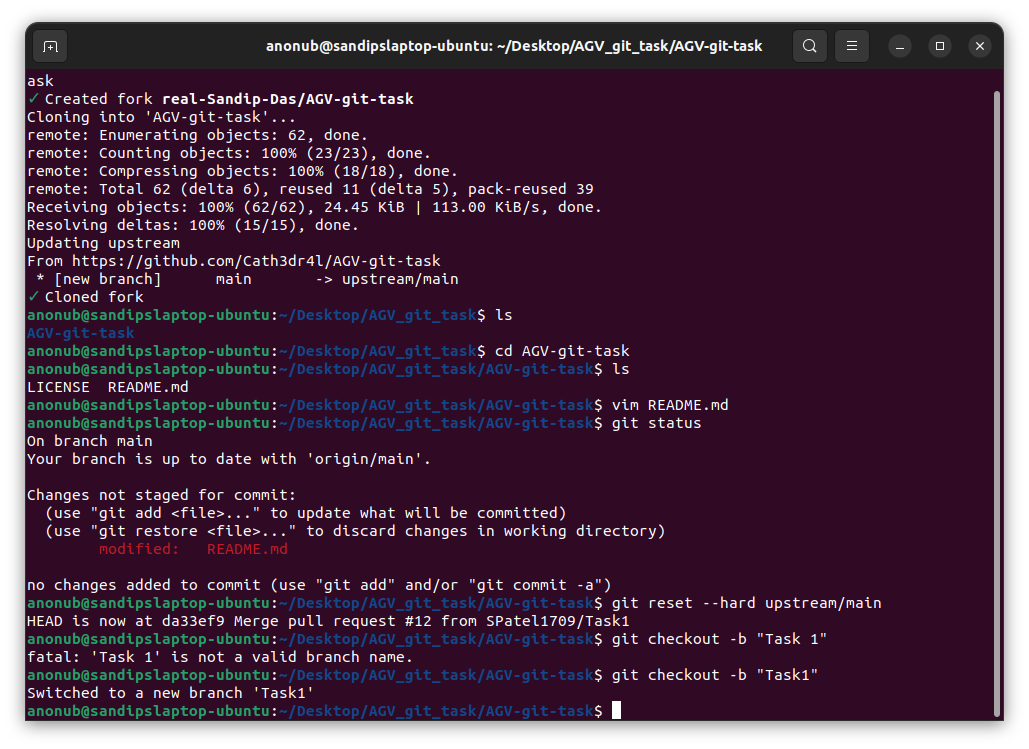 anonub@sandipslaptop-ubuntu: ~/Desktop/AGV_git_task/AGV-git-task
ask
✓ Created fork real-Sandip-Das/AGV-git-task
Cloning into 'AGV-git-task'...
remote: Enumerating objects: 62, done.
remote: Counting objects: 100% (23/23), done.
remote: Compressing objects: 100% (18/18), done.
remote: Total 62 (delta 6), reused 11 (delta 5), pack-reused 39
Receiving objects: 100% (62/62), 24.45 KiB | 113.00 KiB/s, done.
Resolving deltas: 100% (15/15), done.
Updating upstream
From https://github.com/Cath3dr4l/AGV-git-task
 * [new branch]      main       -> upstream/main
✓ Cloned fork
anonub@sandipslaptop-ubuntu:~/Desktop/AGV_git_task$ ls
AGV-git-task
anonub@sandipslaptop-ubuntu:~/Desktop/AGV_git_task$ cd AGV-git-task
anonub@sandipslaptop-ubuntu:~/Desktop/AGV_git_task/AGV-git-task$ ls
LICENSE  README.md
anonub@sandipslaptop-ubuntu:~/Desktop/AGV_git_task/AGV-git-task$ vim README.md
anonub@sandipslaptop-ubuntu:~/Desktop/AGV_git_task/AGV-git-task$ git status
On branch main
Your branch is up to date with 'origin/main'.
Changes not staged for commit:
  (use "git add <file>..." to update what will be committed)
  (use "git restore <file>..." to discard changes in working directory)
        modified:   README.md
no changes added to commit (use "git add" and/or "git commit -a")
anonub@sandipslaptop-ubuntu:~/Desktop/AGV_git_task/AGV-git-task$ git reset --hard upstream/main
HEAD is now at da33ef9 Merge pull request #12 from SPatel1709/Task1
anonub@sandipslaptop-ubuntu:~/Desktop/AGV_git_task/AGV-git-task$ git checkout -b "Task 1"
fatal: 'Task 1' is not a valid branch name.
anonub@sandipslaptop-ubuntu:~/Desktop/AGV_git_task/AGV-git-task$ git checkout -b "Task1"
Switched to a new branch 'Task1'
anonub@sandipslaptop-ubuntu:~/Desktop/AGV_git_task/AGV-git-task$